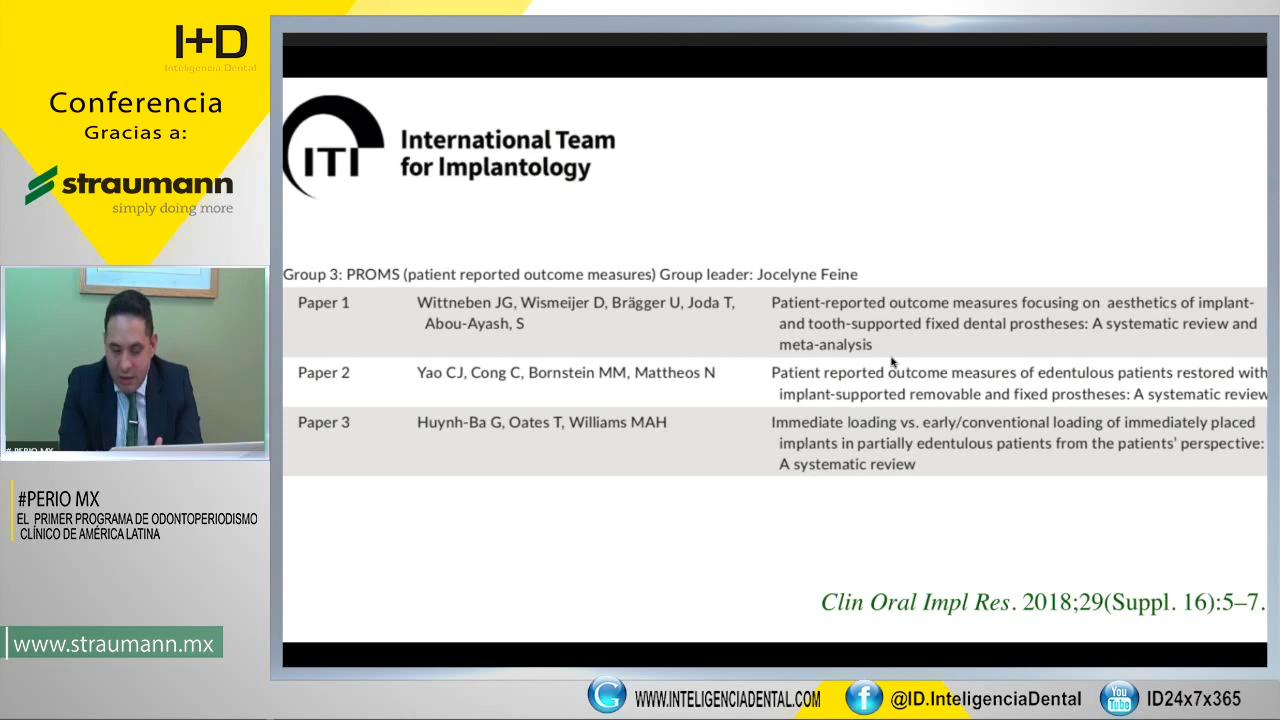 I+D
Inteligencia Dental
Conferencia
Gracias a:
straumann
simply doing more
# PERIO MX
#PERIO MX
EL PRIMER PROGRAMA DE ODONTOPERIODISMO
CLÍNICO DE AMÉRICA LATINA
www.straumann.mx
ITI
International Team
for Implantology
Group 3: PROMS (patient reported outcome measures) Group leader: Jocelyne Feine
Paper 1 Wittneben JG, Wismeijer D, Brägger U, Joda T, Patient-reported outcome measures focusing on aesthetics of implant-
Abou-Ayash, S and tooth-supported fixed dental prostheses: A systematic review and
meta-analysis
Paper 2 Yao CJ, Cong C, Bornstein MM, Mattheos N Patient reported outcome measures of edentulous patients restored with
implant-supported removable and fixed prostheses: A systematic review
Paper 3 Huynh-Ba G, Oates T, Williams MAH Immediate loading vs. early/conventional loading of immediately placed
implants in partially edentulous patients from the patients' perspective:
A systematic review
Clin Oral Impl Res. 2018;29(Suppl. 16):5–7.
WWW.INTELIGENCIADENTAL.COM
f @ID.InteligenciaDental
You Tube ID24x7x365